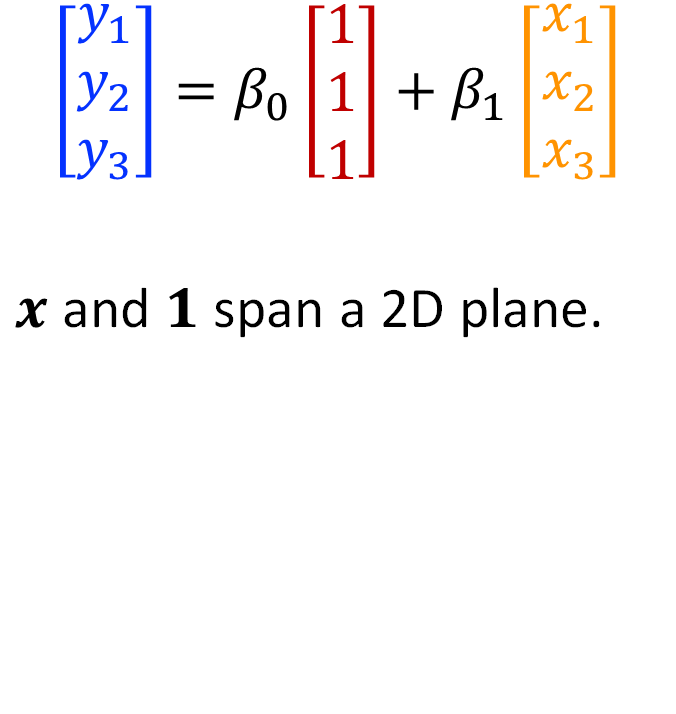 [y₁ y₂ y₃] = β₀ [1 1 1] + β₁ [x₁ x₂ x₃]
x and 1 span a 2D plane.